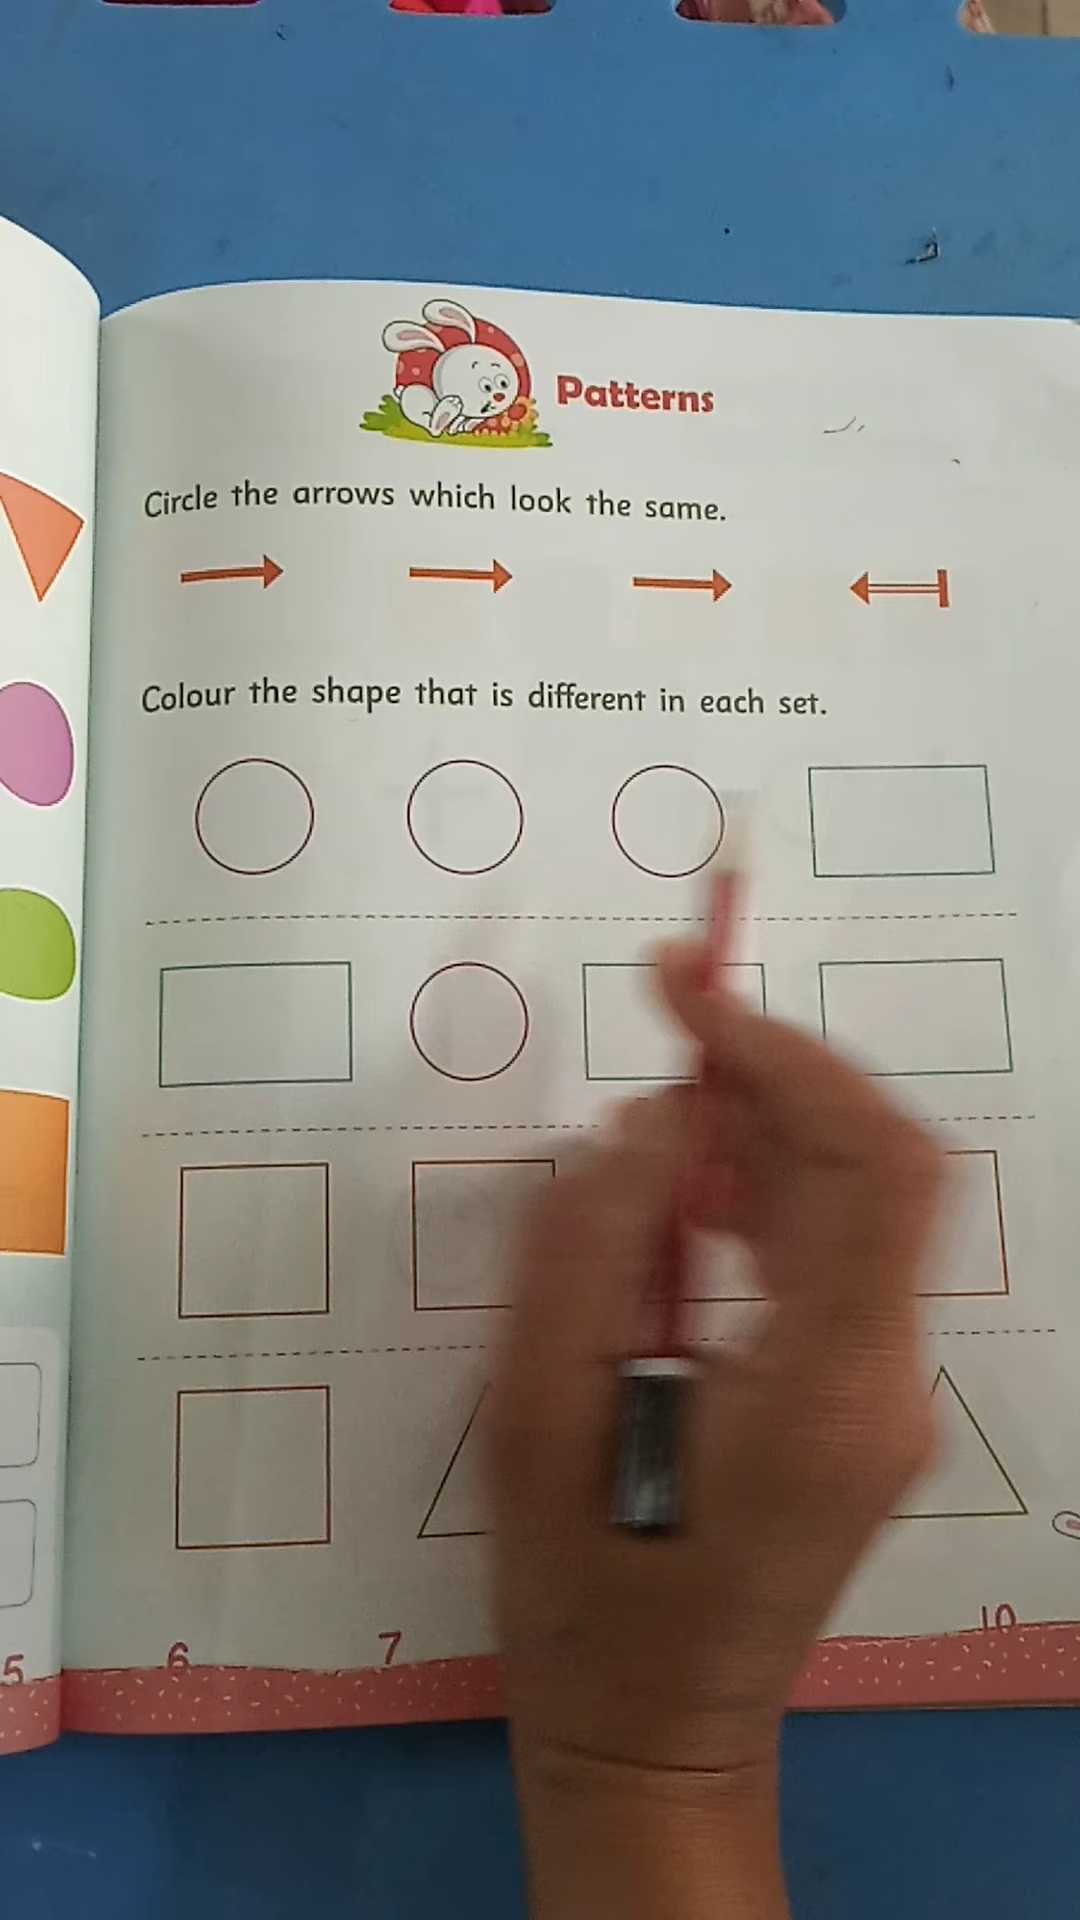 Patterns
Circle the arrows which look the same.
Colour the shape that is different in each set.
5 6 7 10